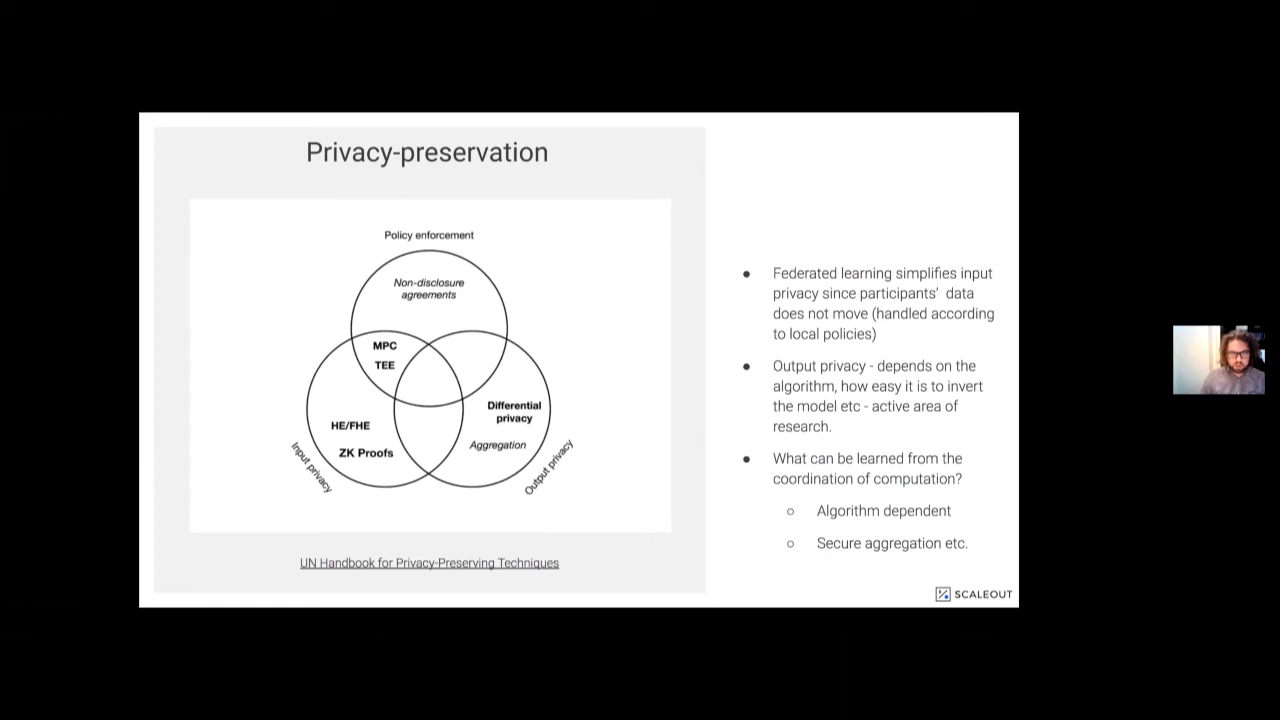 Privacy-preservation
Policy enforcement
Non-disclosure
agreements
MPC
TEE
HE/FHE
ZK Proofs
Differential
privacy
Aggregation
Input privacy
Output privacy
UN Handbook for Privacy-Preserving Techniques
● Federated learning simplifies input
privacy since participants’ data
does not move (handled according
to local policies)
● Output privacy - depends on the
algorithm, how easy it is to invert
the model etc - active area of
research.
● What can be learned from the
coordination of computation?
○ Algorithm dependent
○ Secure aggregation etc.
SCALEOUT